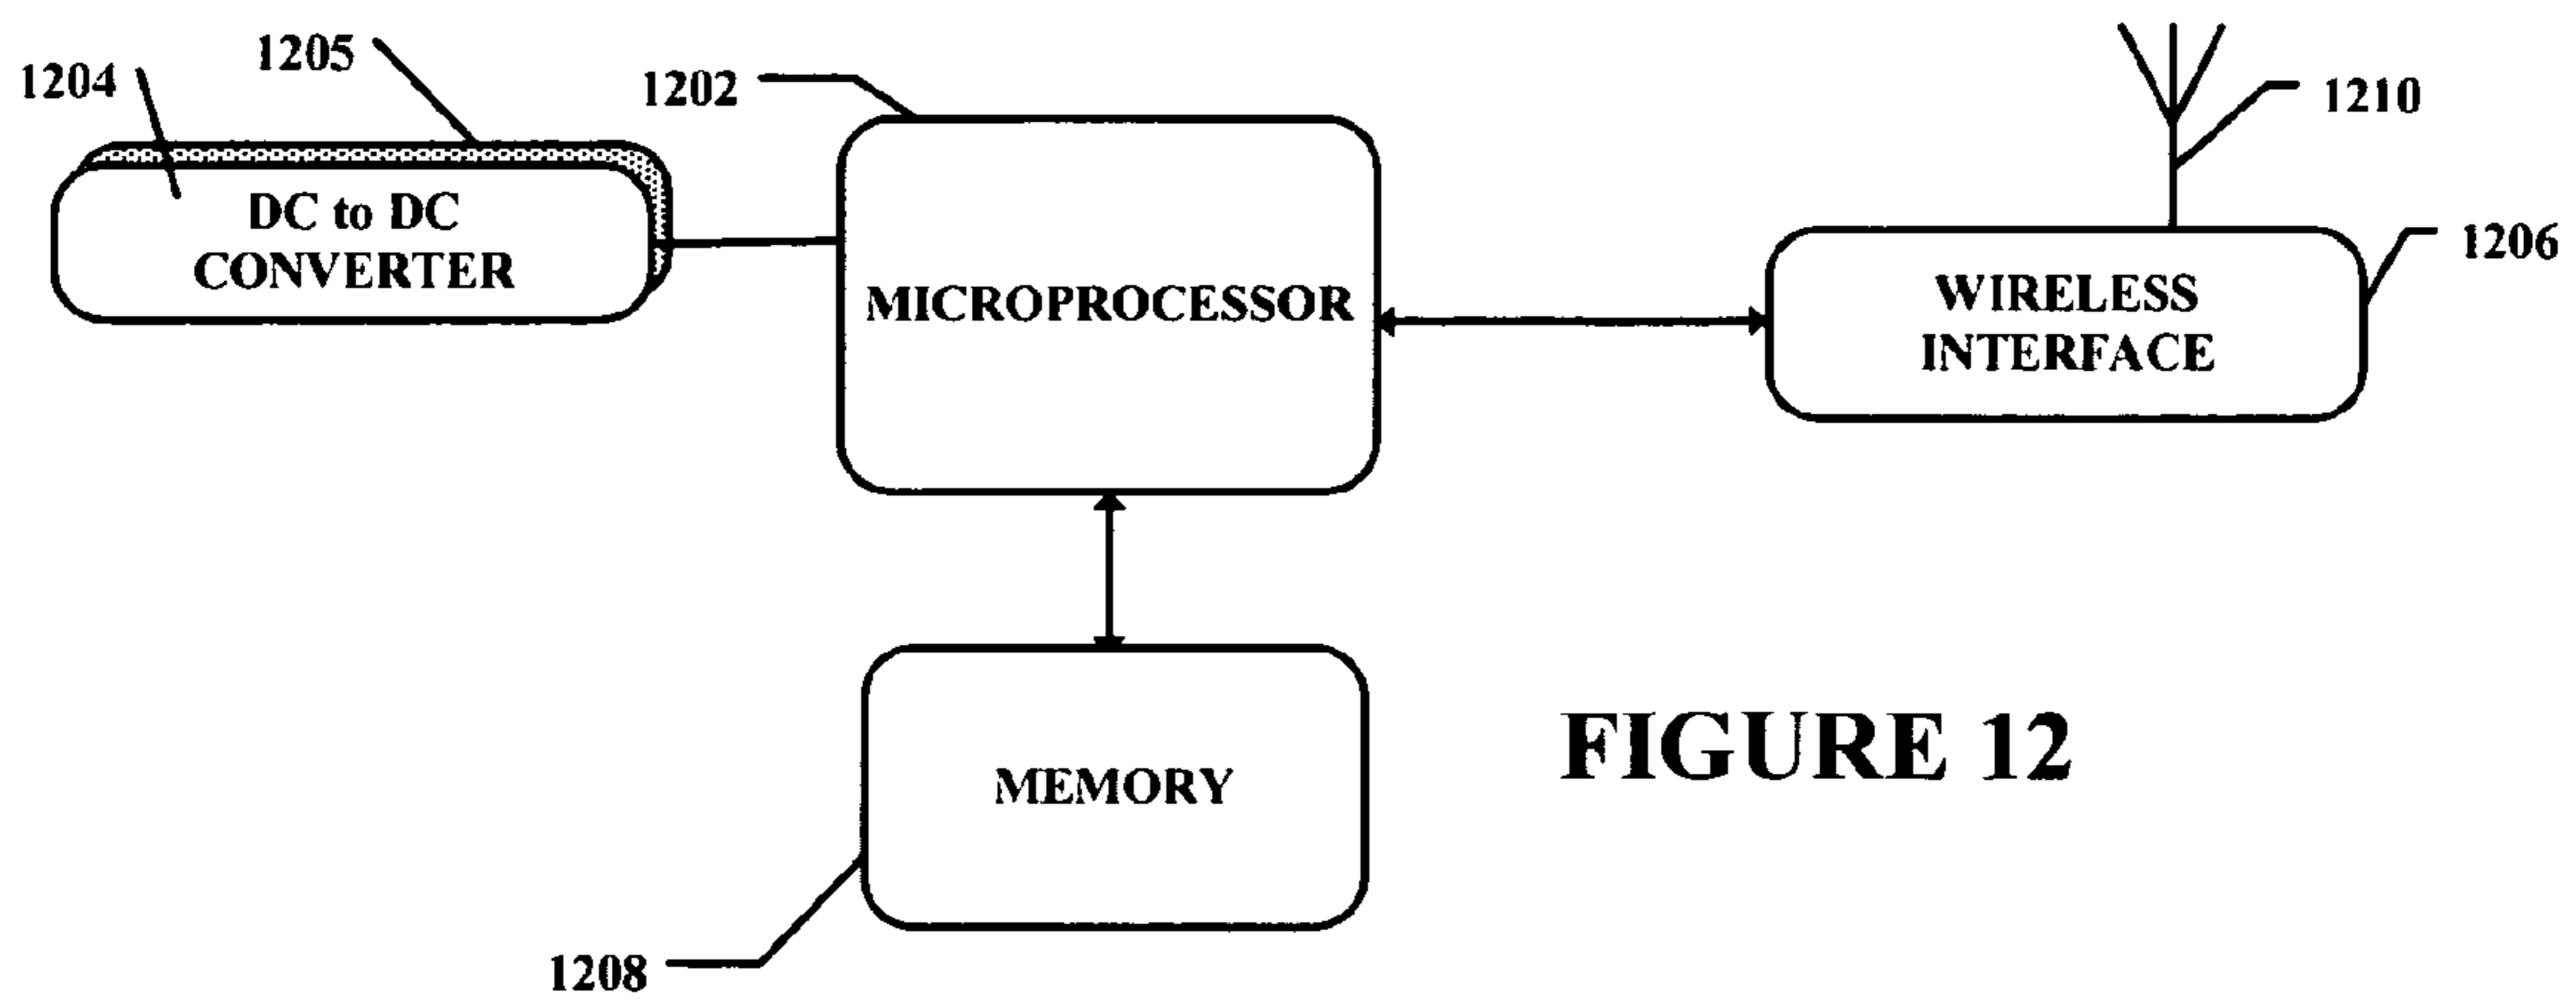 1204
1205
1202
1210
1206
DC to DC
CONVERTER
MICROPROCESSOR
WIRELESS
INTERFACE
MEMORY
FIGURE 12
1208